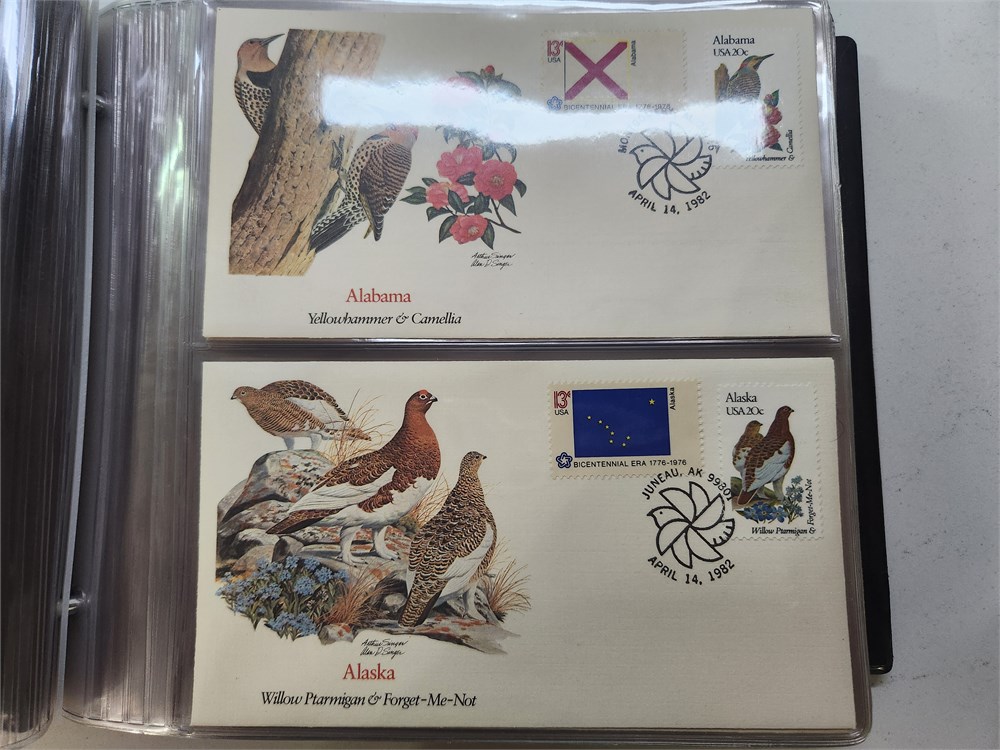 13c
USA
Alabama
BICENTENNIAL ERA 1776-1976
Alabama
USA 20c
Yellowhammer & Camellia
APRIL 14, 1982
Arthur Singer
Alan D. Singer
Alabama
Yellowhammer & Camellia
13c
USA
Alaska
BICENTENNIAL ERA 1776-1976
Alaska
USA 20c
Willow Ptarmigan & Forget-Me-Not
JUNEAU, AK
APRIL 14, 1982
Arthur Singer
Alan D. Singer
Alaska
Willow Ptarmigan & Forget-Me-Not